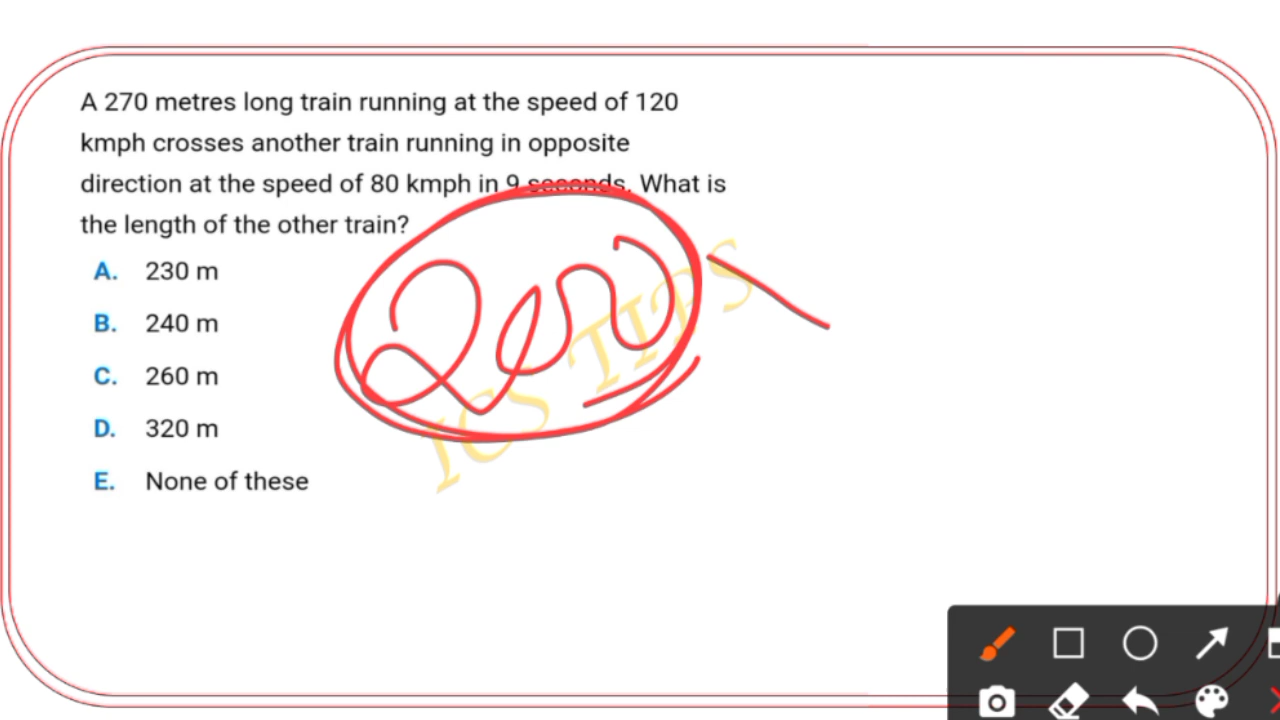 A 270 metres long train running at the speed of 120
kmph crosses another train running in opposite
direction at the speed of 80 kmph in 9 seconds. What is
the length of the other train?
A. 230 m
B. 240 m
C. 260 m
D. 320 m
E. None of these
ICS TIPS